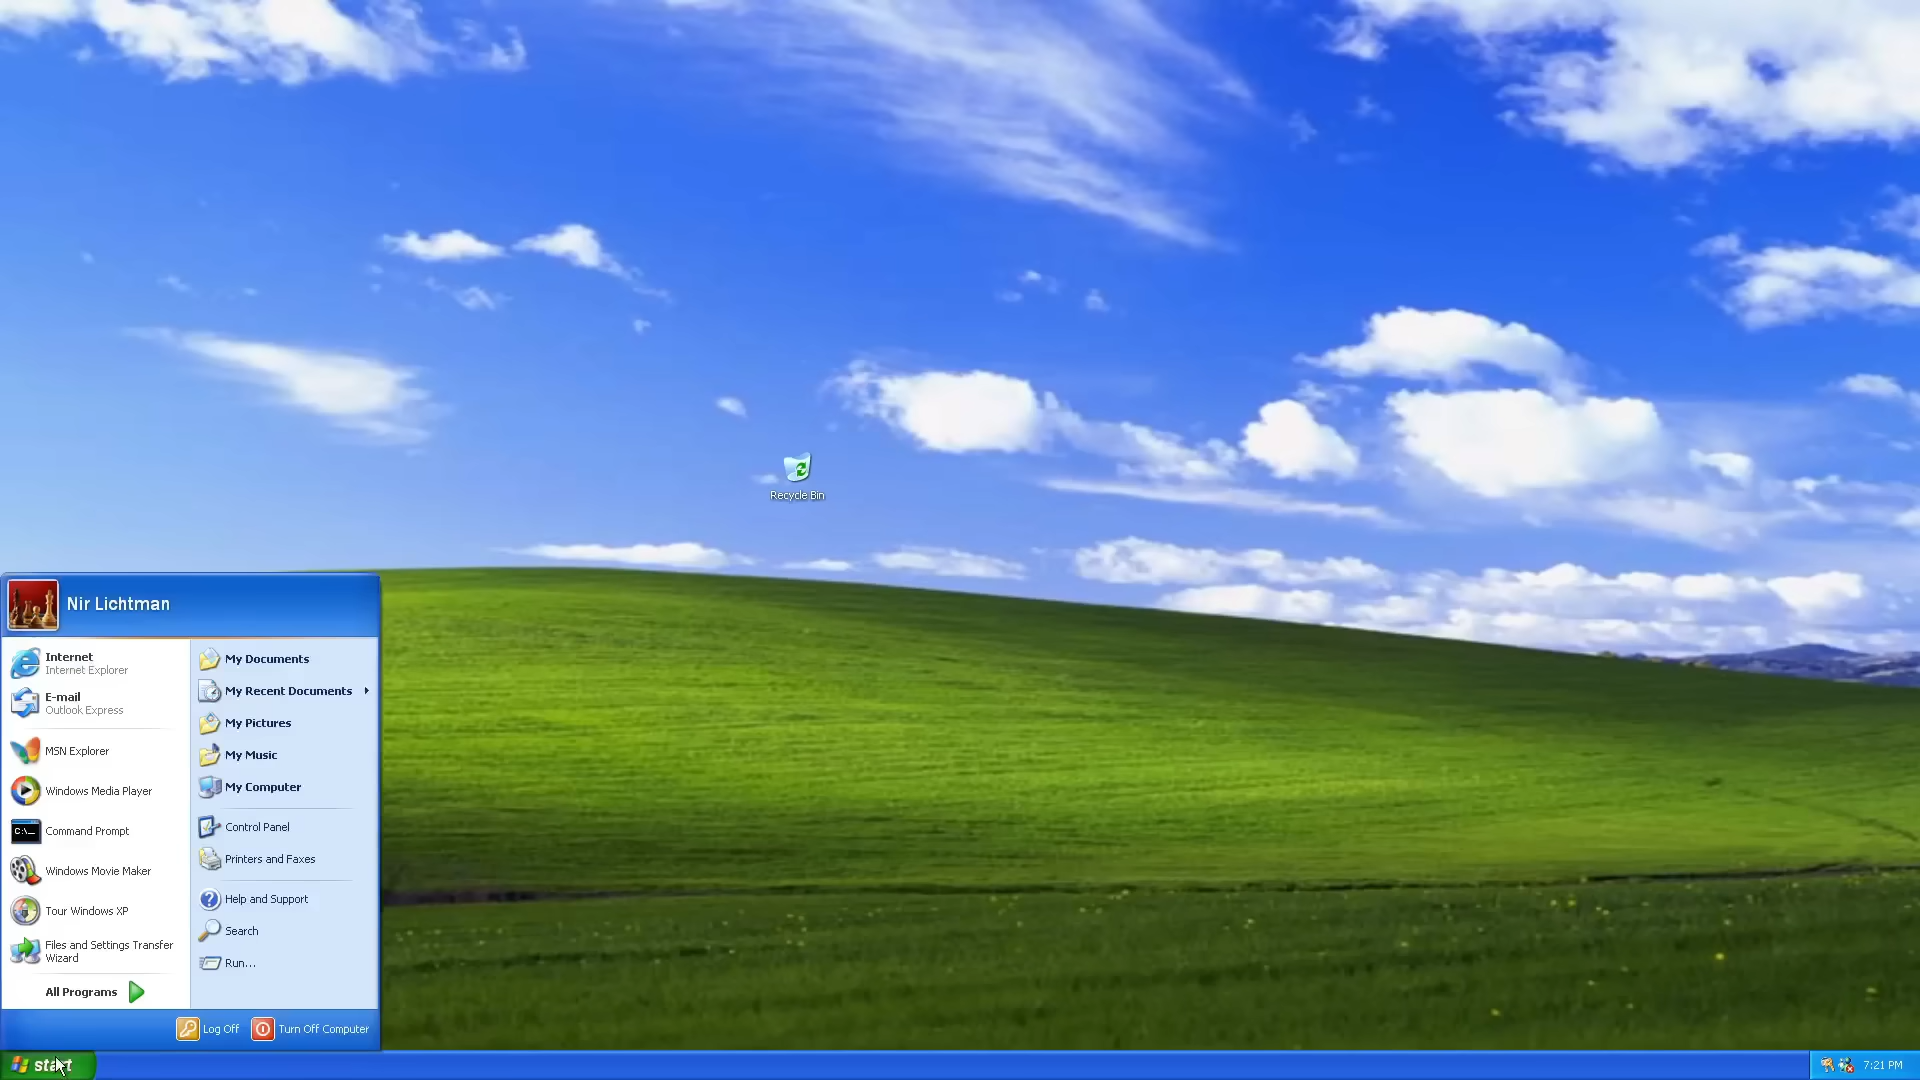 Recycle Bin
Nir Lichtman
Internet
Internet Explorer
E-mail
Outlook Express
MSN Explorer
Windows Media Player
C:\_
Command Prompt
Windows Movie Maker
Tour Windows XP
Files and Settings Transfer
Wizard
All Programs
My Documents
My Recent Documents
My Pictures
My Music
My Computer
Control Panel
Printers and Faxes
Help and Support
Search
Run...
Log Off
Turn Off Computer
start
7:21 PM